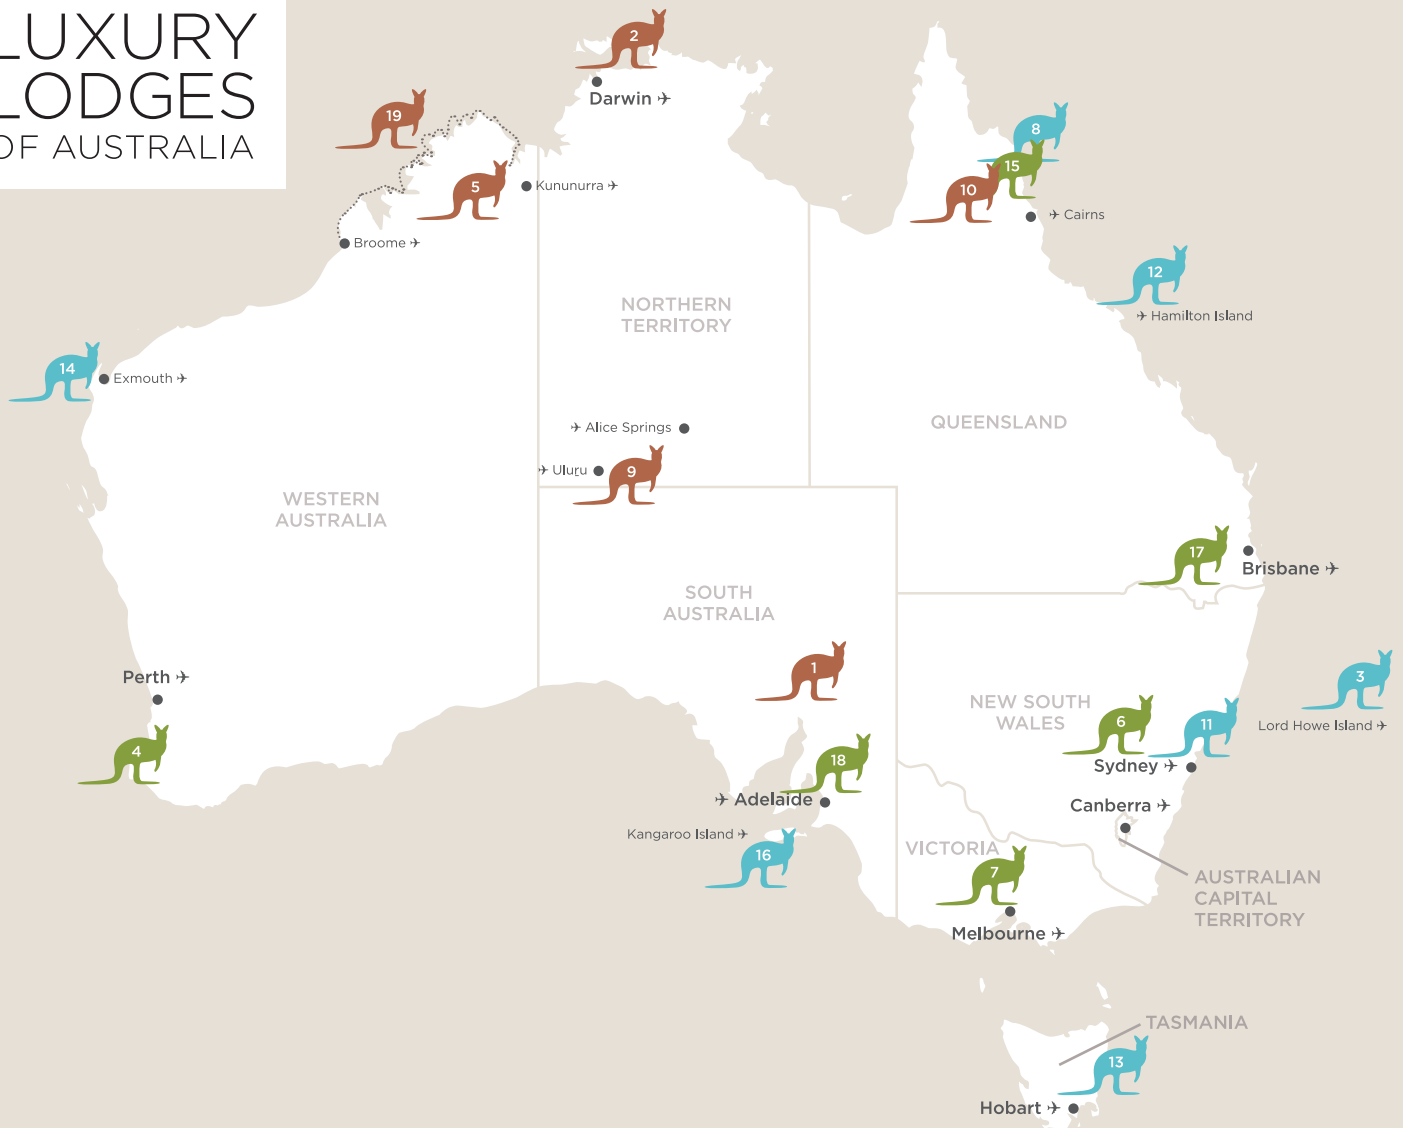 LUXURY
LODGES
OF AUSTRALIA
2
Darwin
19
8
15
5
Kununurra
10
Cairns
Broome
12
Hamilton Island
NORTHERN
TERRITORY
14
Exmouth
Alice Springs
QUEENSLAND
Uluru
9
WESTERN
AUSTRALIA
17
Brisbane
SOUTH
AUSTRALIA
1
Perth
3
NEW SOUTH
WALES
6
11
Lord Howe Island
4
18
Sydney
Adelaide
Canberra
Kangaroo Island
16
VICTORIA
7
AUSTRALIAN
CAPITAL
TERRITORY
Melbourne
TASMANIA
13
Hobart